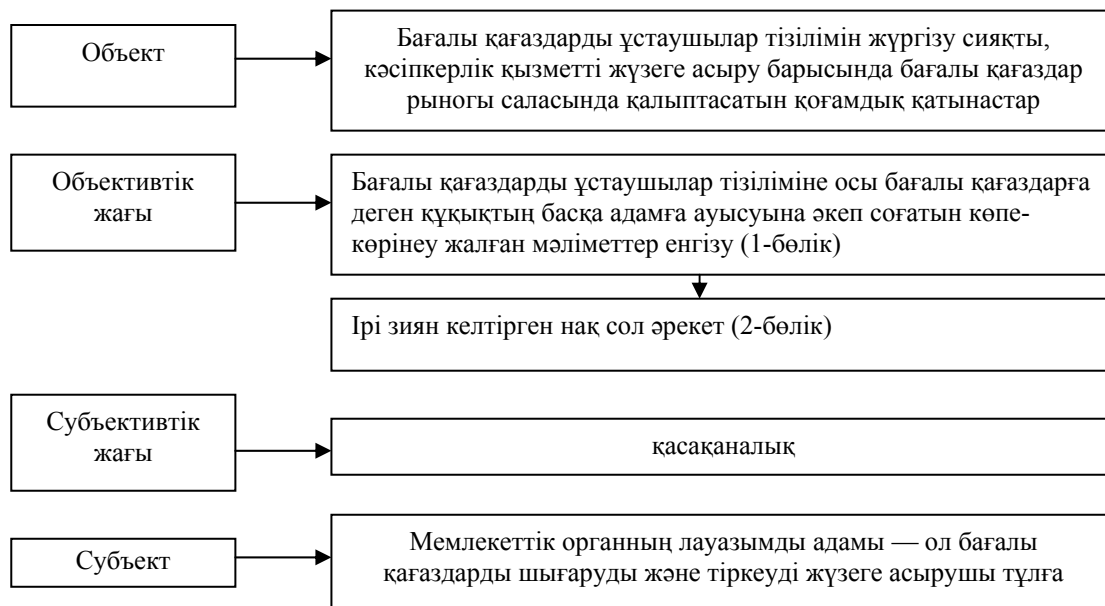 Объект
Бағалы қағаздарды ұстаушылар тізілімін жүргізу сияқты,
кәсіпкерлік қызметті жүзеге асыру барысында бағалы қағаздар
рыногы саласында қалыптасатын қоғамдық қатынастар
Объективтік
жағы
Бағалы қағаздарды ұстаушылар тізіліміне осы бағалы қағаздарға
деген құқықтың басқа адамға ауысуына әкеп соғатын көпе-
көрінеу жалған мәліметтер енгізу (1-бөлік)
Ірі зиян келтірген нақ сол әрекет (2-бөлік)
Субъективтік
жағы
қасақаналық
Субъект
Мемлекеттік органның лауазымды адамы — ол бағалы
қағаздарды шығаруды және тіркеуді жүзеге асырушы тұлға